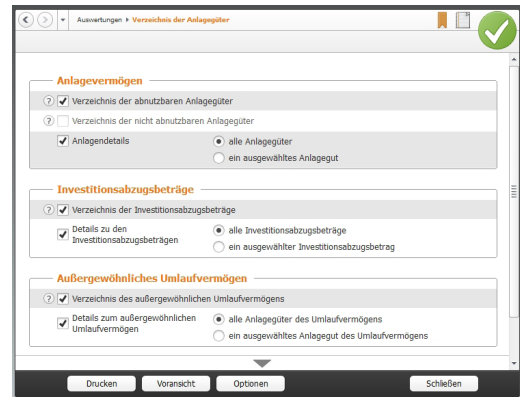 Auswertungen ▸ Verzeichnis der Anlagegüter
Anlagevermögen
? Verzeichnis der abnutzbaren Anlagegüter
? Verzeichnis der nicht abnutzbaren Anlagegüter
Anlagendetails
alle Anlagegüter
ein ausgewähltes Anlagegut
Investitionsabzugsbeträge
? Verzeichnis der Investitionsabzugsbeträge
Details zu den
Investitionsabzugsbeträgen
alle Investitionsabzugsbeträge
ein ausgewählter Investitionsabzugsbetrag
Außergewöhnliches Umlaufvermögen
? Verzeichnis des außergewöhnlichen Umlaufvermögens
Details zum außergewöhnlichen
Umlaufvermögen
alle Anlagegüter des Umlaufvermögens
ein ausgewähltes Anlagegut des Umlaufvermögens
Drucken Voransicht Optionen Schließen